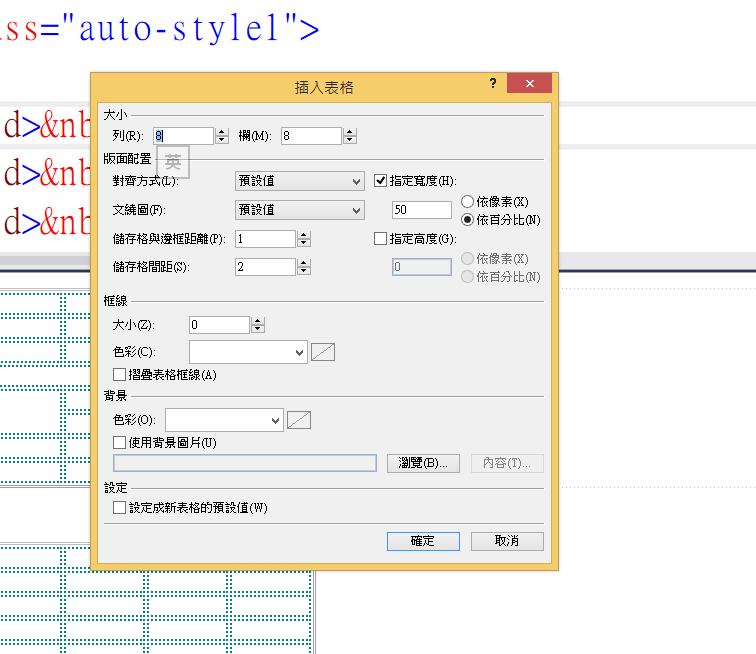 ss="auto-style1">
插入表格
?
大小
列(R): 8 欄(M): 8
d>&nb
版面配置
英
對齊方式(L): 預設值 指定寬度(H):
d>&nb
文繞圖(F): 預設值 50 依像素(X)
依百分比(N)
d>&nb
儲存格與邊框距離(P): 1 指定高度(G):
儲存格間距(S): 2 0 依像素(X)
依百分比(N)
框線
大小(Z): 0
色彩(C):
摺疊表格框線(A)
背景
色彩(O):
使用背景圖片(U)
瀏覽(B)... 內容(T)...
設定
設定成新表格的預設值(W)
確定 取消